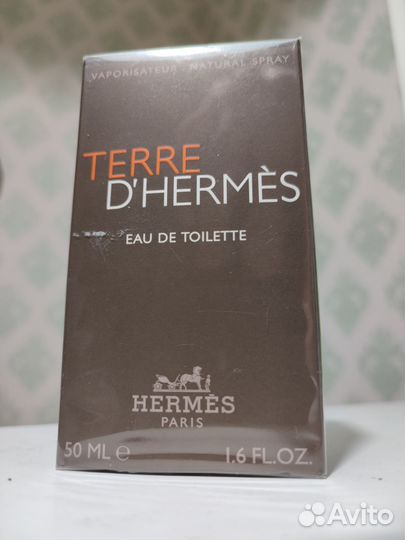 VAPORISATEUR - NATURAL SPRAY
TERRE
D'HERMÈS
EAU DE TOILETTE
HERMÈS
PARIS
50 ML ℮ 1.6 FL.OZ.
Avito